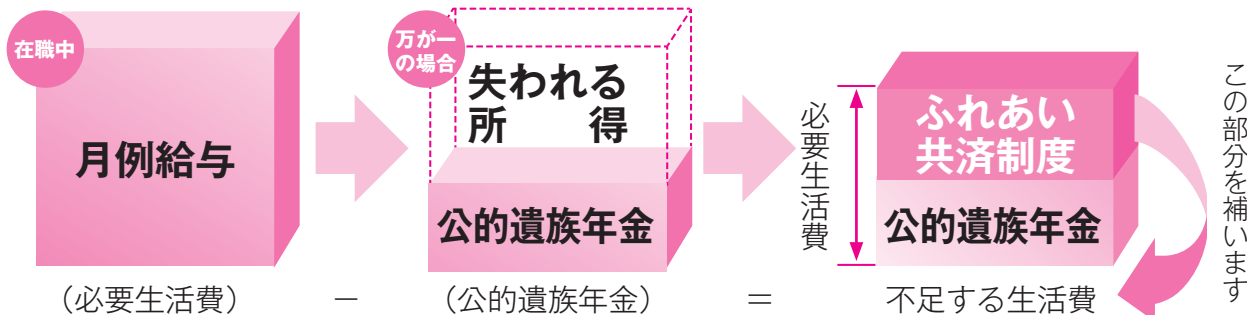 在職中
月例給与
万が一
の場合
失われる
所　　得
公的遺族年金
必要生活費
ふれあい
共済制度
公的遺族年金
この部分を補います
（必要生活費）　－　（公的遺族年金）　＝　不足する生活費